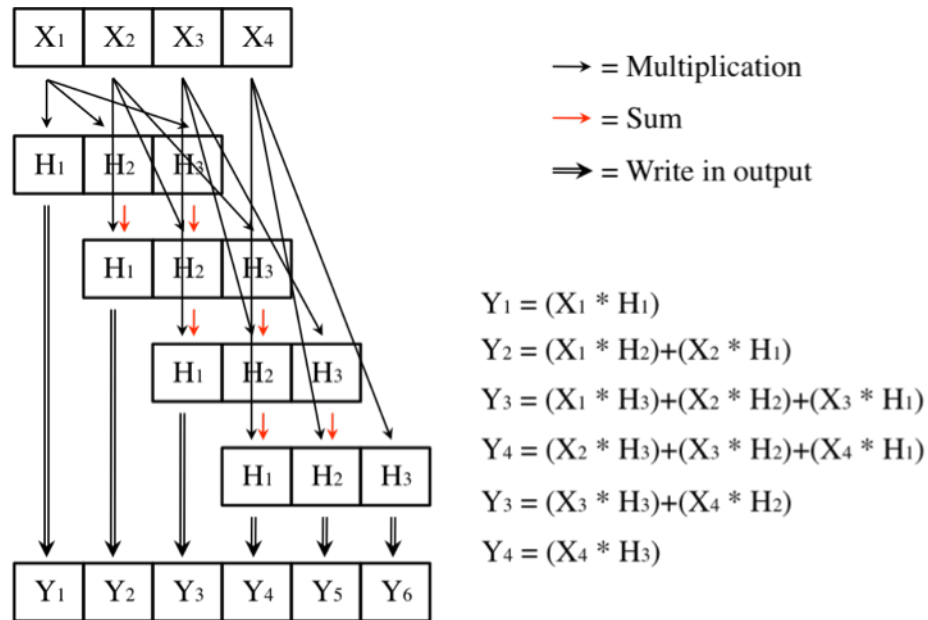 X1 X2 X3 X4
→ = Multiplication
→ = Sum
⇒ = Write in output
H1 H2 H3
H1 H2 H3
H1 H2 H3
H1 H2 H3
Y1 = (X1 * H1)
Y2 = (X1 * H2)+(X2 * H1)
Y3 = (X1 * H3)+(X2 * H2)+(X3 * H1)
Y4 = (X2 * H3)+(X3 * H2)+(X4 * H1)
Y3 = (X3 * H3)+(X4 * H2)
Y4 = (X4 * H3)
Y1 Y2 Y3 Y4 Y5 Y6